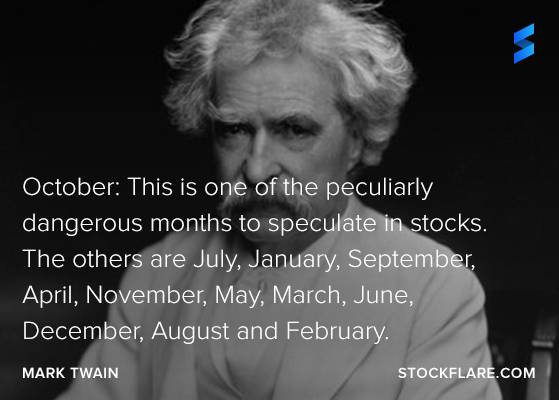 October: This is one of the peculiarly
dangerous months to speculate in stocks.
The others are July, January, September,
April, November, May, March, June,
December, August and February.
MARK TWAIN
STOCKFLARE.COM